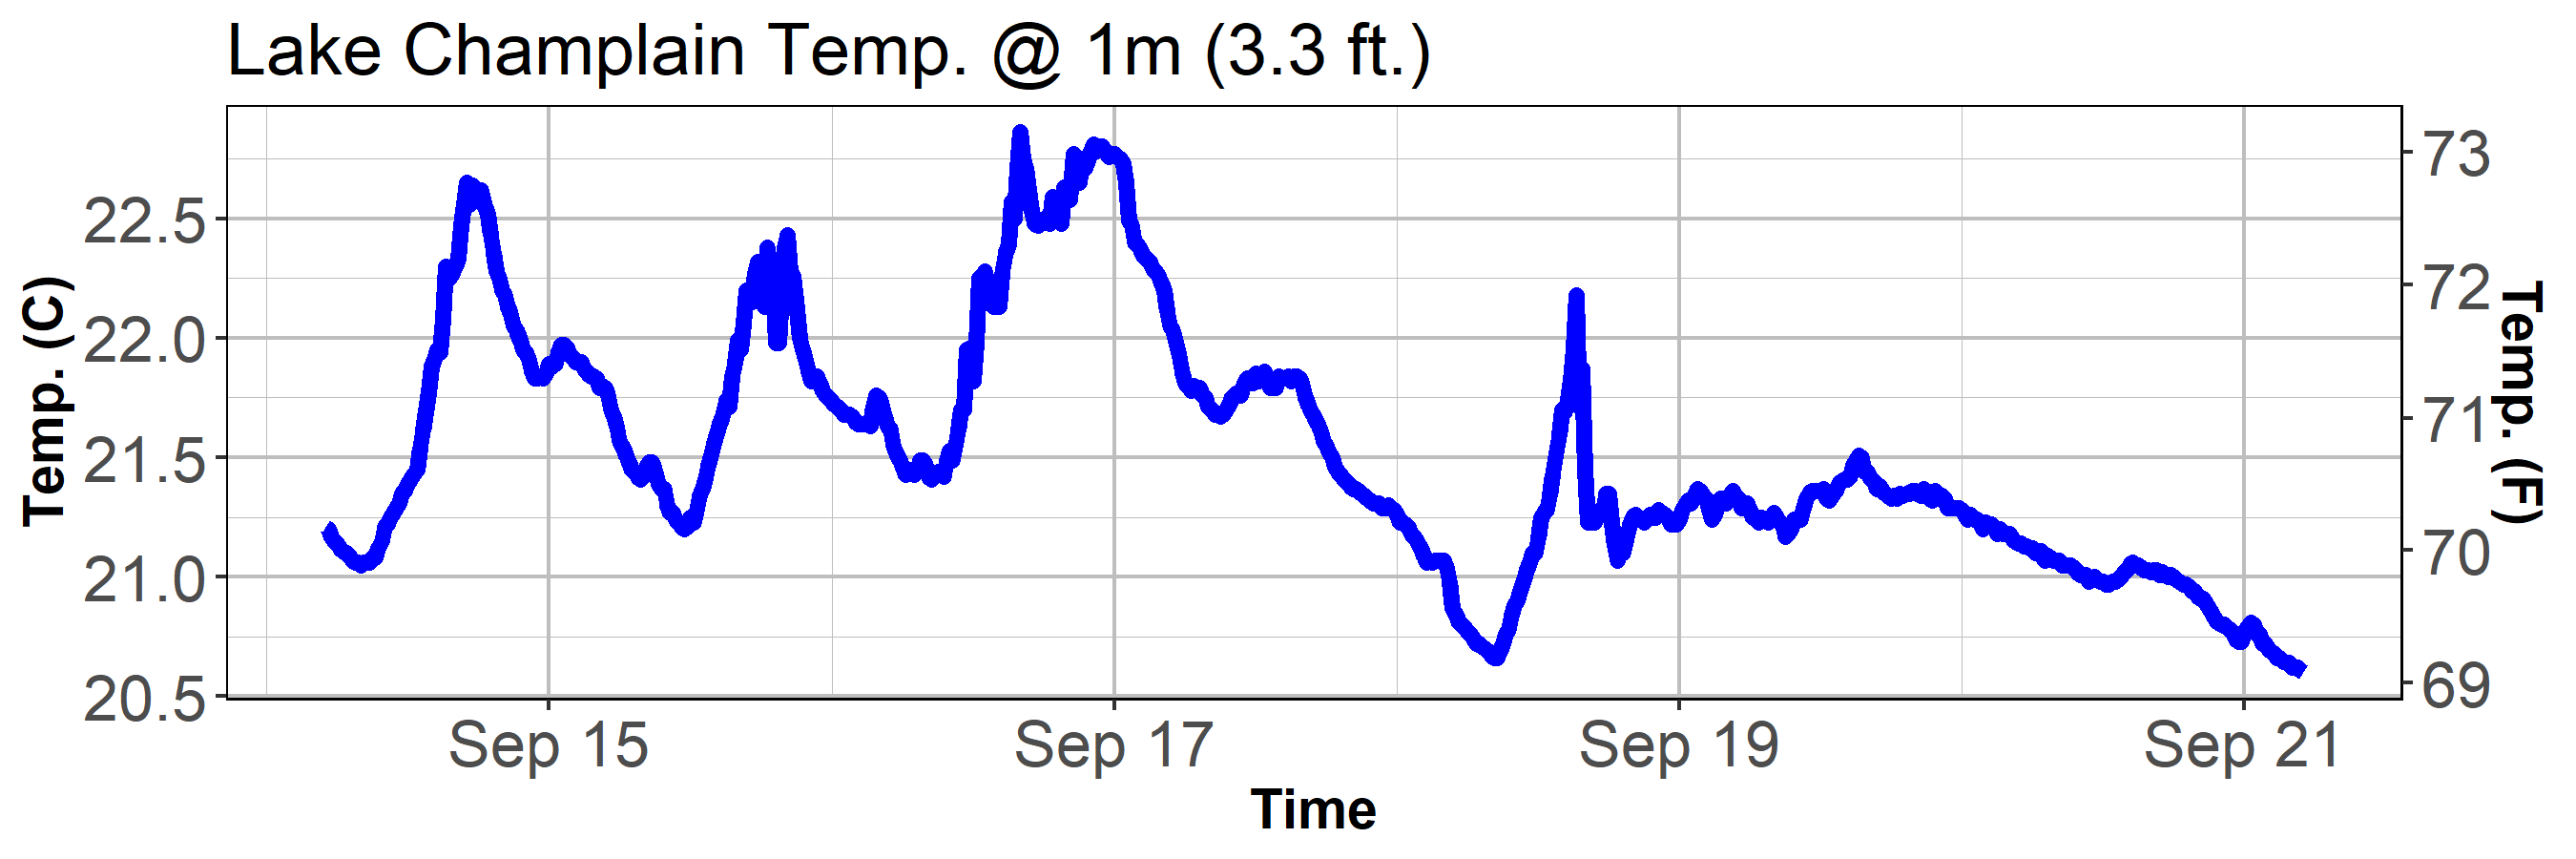 Lake Champlain Temp. @ 1m (3.3 ft.)
Temp. (C)
22.5
22.0
21.5
21.0
20.5
73
72
71
70
69
Temp. (F)
Sep 15
Sep 17
Sep 19
Sep 21
Time